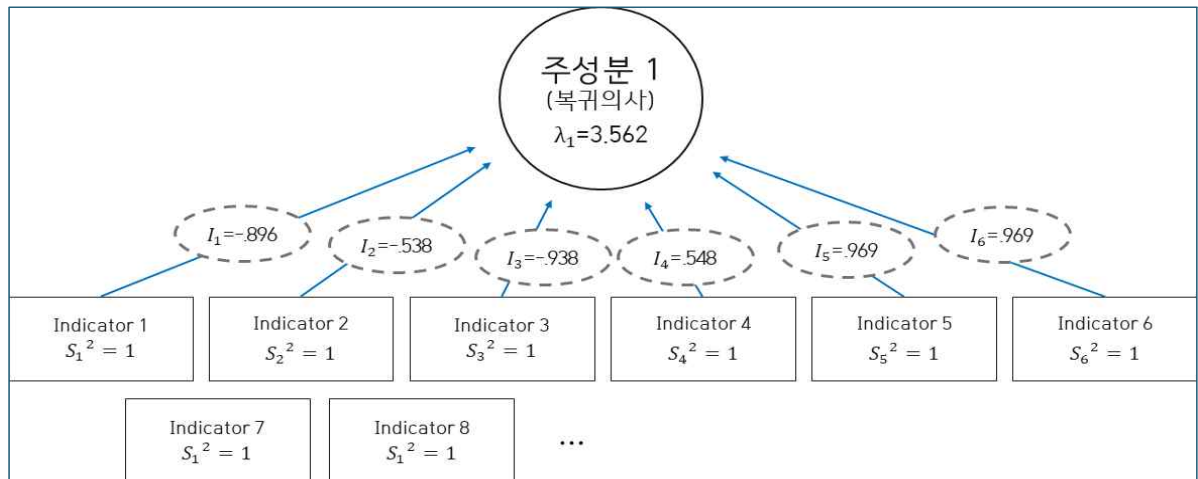 주성분 1
(복귀의사)
λ₁=3.562
I₁=-.896
I₂=-.538
I₃=-.938
I₄=.548
I₅=.969
I₆=.969
Indicator 1
S₁² = 1
Indicator 2
S₂² = 1
Indicator 3
S₃² = 1
Indicator 4
S₄² = 1
Indicator 5
S₅² = 1
Indicator 6
S₆² = 1
Indicator 7
S₁² = 1
Indicator 8
S₁² = 1
...